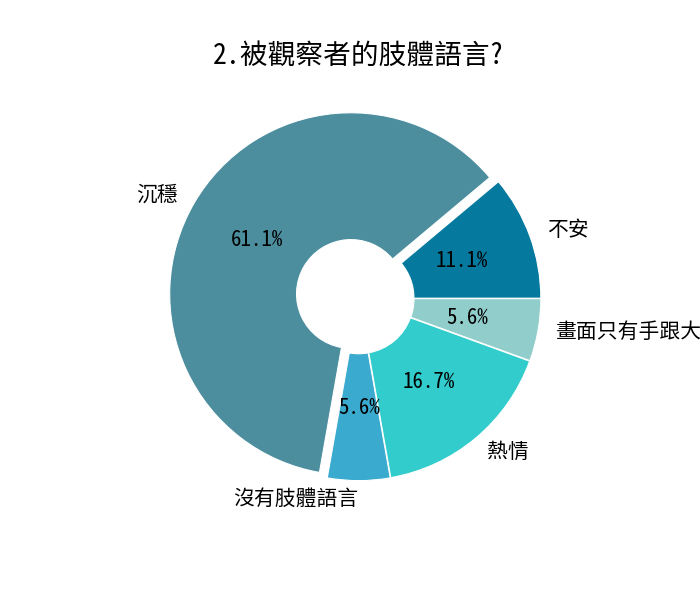 2.被觀察者的肢體語言?
沉穩
61.1%
不安
11.1%
5.6%
畫面只有手跟大
16.7%
熱情
5.6%
沒有肢體語言